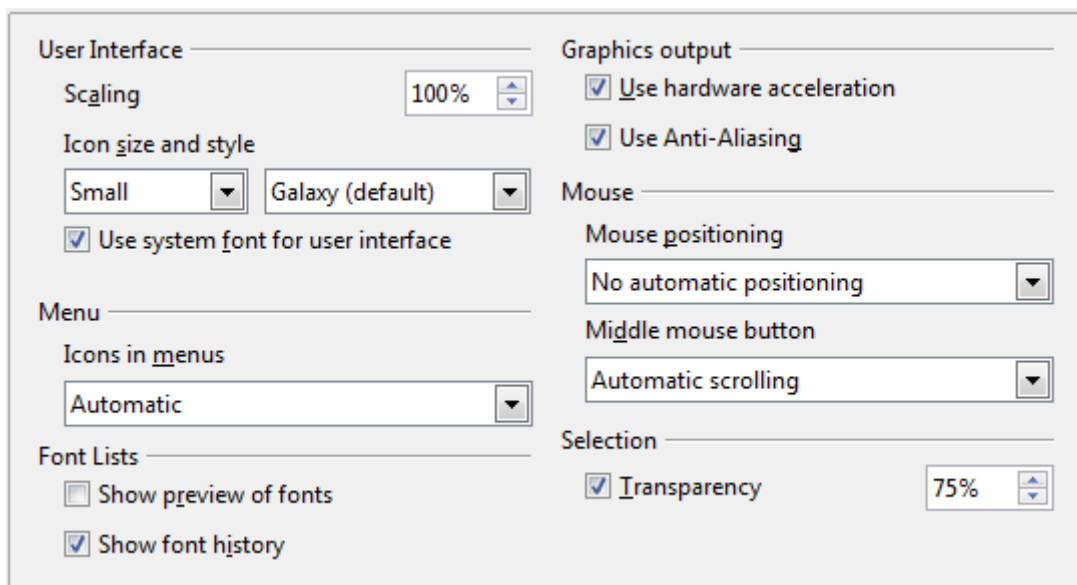 User Interface
Scaling 100%
Icon size and style
Small Galaxy (default)
Use system font for user interface
Menu
Icons in menus
Automatic
Font Lists
Show preview of fonts
Show font history
Graphics output
Use hardware acceleration
Use Anti-Aliasing
Mouse
Mouse positioning
No automatic positioning
Middle mouse button
Automatic scrolling
Selection
Transparency 75%